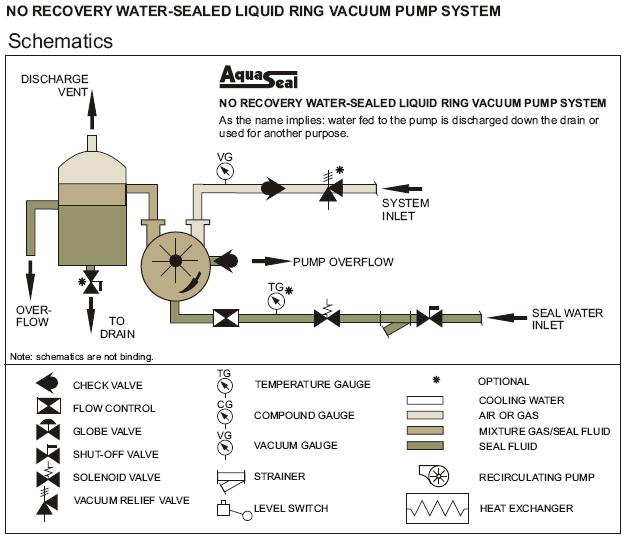 NO RECOVERY WATER-SEALED LIQUID RING VACUUM PUMP SYSTEM
Schematics
DISCHARGE
VENT
Aqua Seal
NO RECOVERY WATER-SEALED LIQUID RING VACUUM PUMP SYSTEM
As the name implies: water fed to the pump is discharged down the drain or
used for another purpose.
VG
*
SYSTEM
INLET
PUMP OVERFLOW
TG*
*
OVER-
FLOW
TO
DRAIN
SEAL WATER
INLET
Note: schematics are not binding.
CHECK VALVE
FLOW CONTROL
GLOBE VALVE
SHUT-OFF VALVE
SOLENOID VALVE
VACUUM RELIEF VALVE
TG
TEMPERATURE GAUGE
CG
COMPOUND GAUGE
VG
VACUUM GAUGE
STRAINER
LEVEL SWITCH
* OPTIONAL
COOLING WATER
AIR OR GAS
MIXTURE GAS/SEAL FLUID
SEAL FLUID
RECIRCULATING PUMP
HEAT EXCHANGER